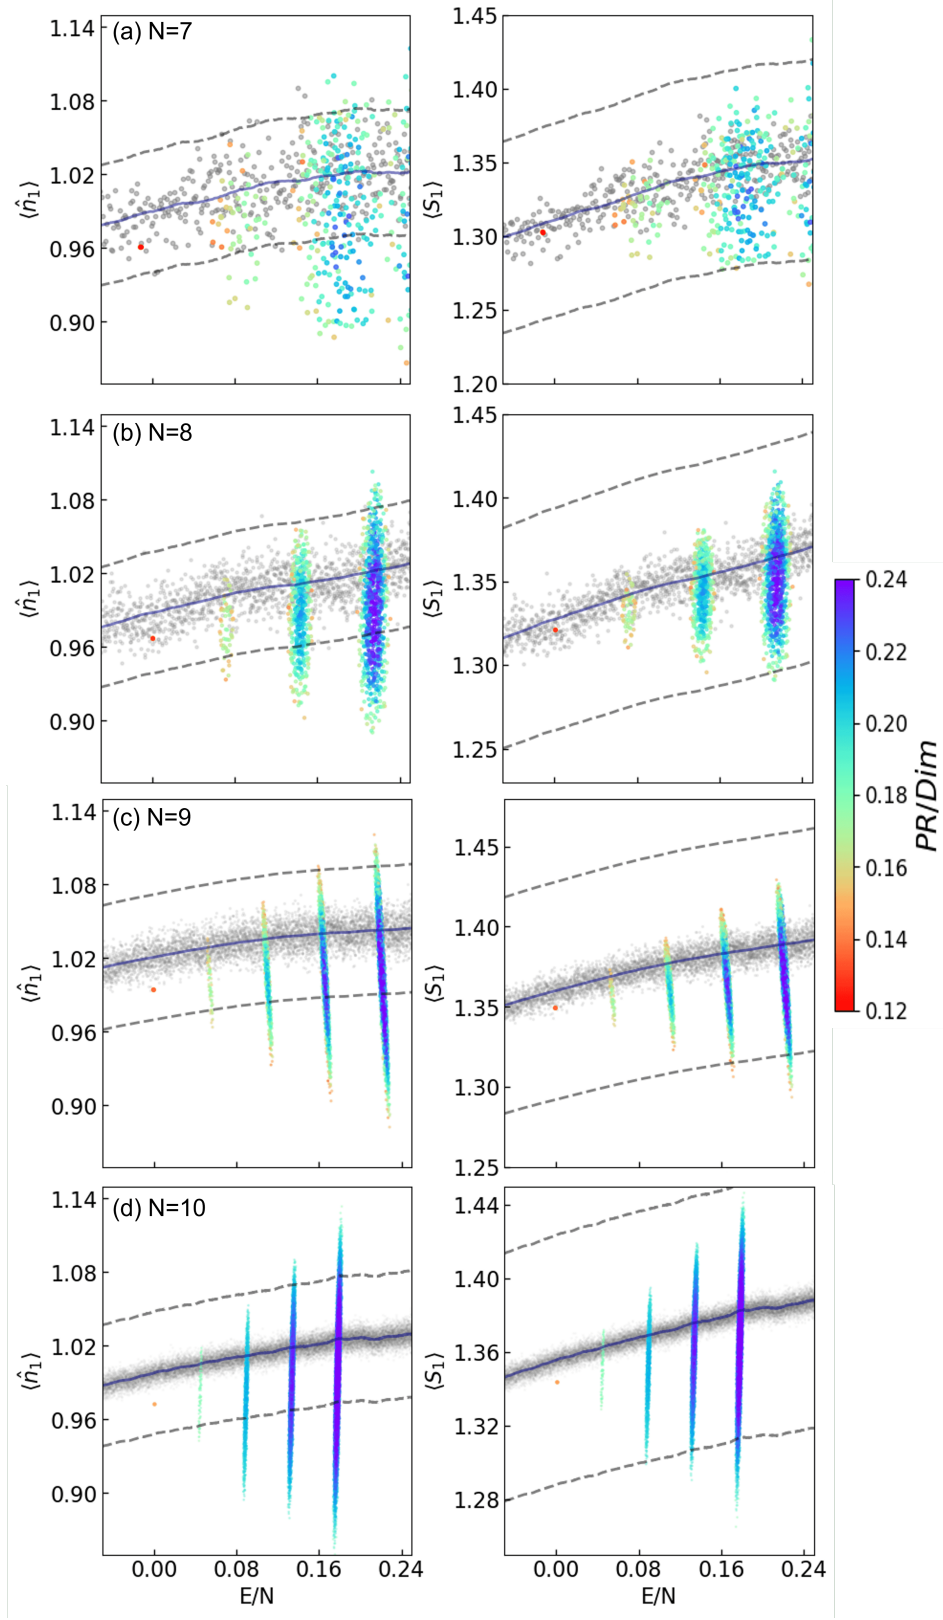 (a) N=7
1.14
1.08
1.02
0.96
0.90
⟨n̂₁⟩
1.45
1.40
1.35
1.30
1.25
1.20
⟨S₁⟩
(b) N=8
1.14
1.08
1.02
0.96
0.90
⟨n̂₁⟩
1.45
1.40
1.35
1.30
1.25
⟨S₁⟩
(c) N=9
1.14
1.08
1.02
0.96
0.90
⟨n̂₁⟩
1.45
1.40
1.35
1.30
1.25
⟨S₁⟩
(d) N=10
1.14
1.08
1.02
0.96
0.90
⟨n̂₁⟩
0.00 0.08 0.16 0.24
E/N
1.44
1.40
1.36
1.32
1.28
⟨S₁⟩
0.00 0.08 0.16 0.24
E/N
0.24
0.22
0.20
0.18
0.16
0.14
0.12
PR/Dim